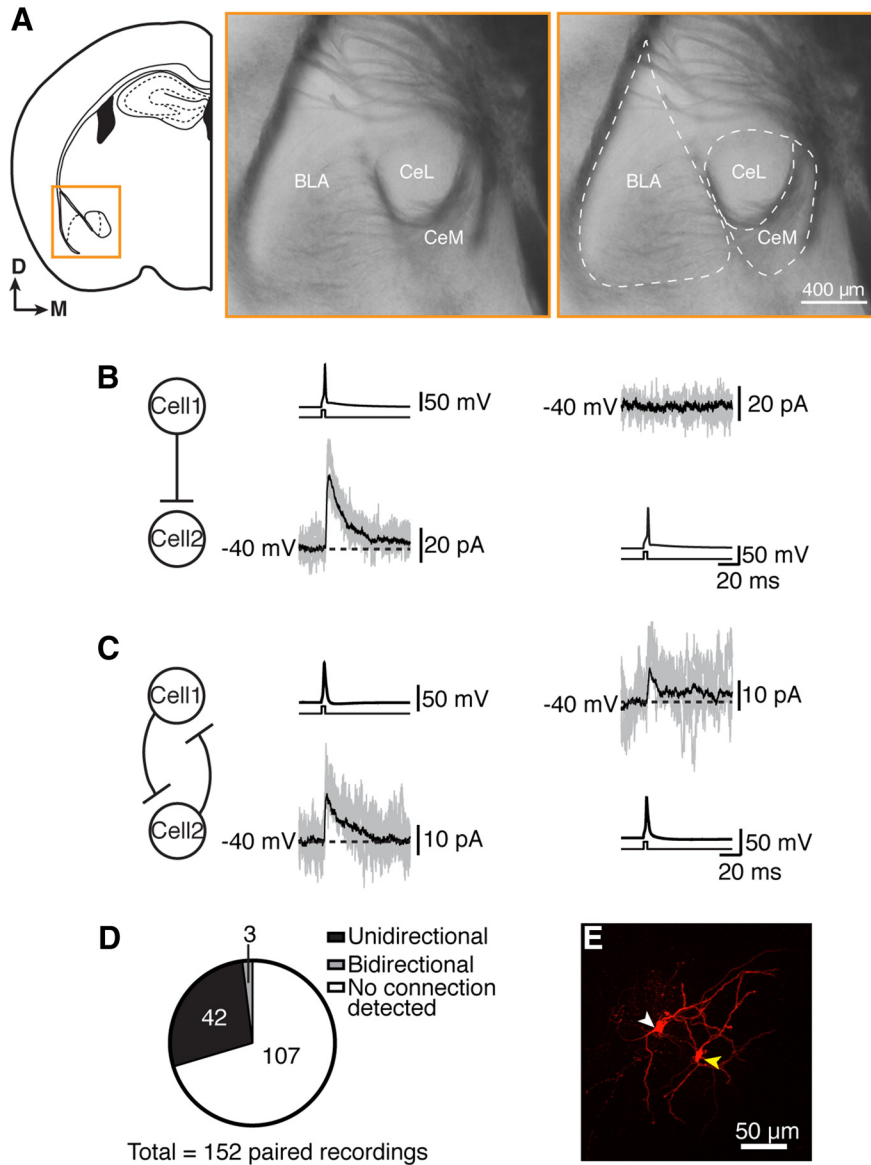 A
D
M
BLA
CeL
CeM
BLA
CeL
CeM
400 µm
B
Cell1
Cell2
50 mV
-40 mV
20 pA
-40 mV
20 pA
50 mV
20 ms
C
Cell1
Cell2
50 mV
-40 mV
10 pA
-40 mV
10 pA
50 mV
20 ms
D
3
42
107
Unidirectional
Bidirectional
No connection
detected
Total = 152 paired recordings
E
50 µm